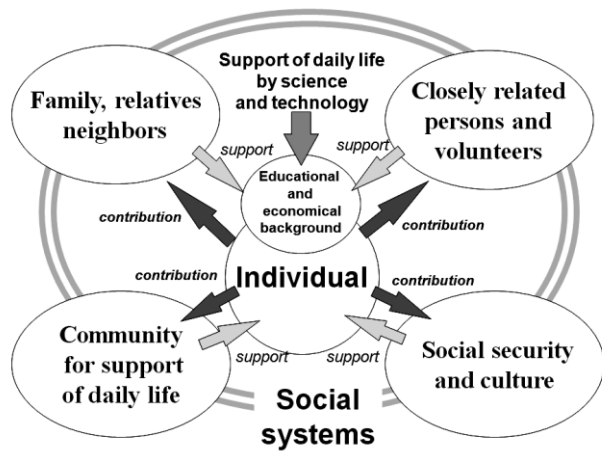 Support of daily life
by science
and technology
Family, relatives
neighbors
Closely related
persons and
volunteers
support
support
Educational
and
economical
background
contribution
contribution
Individual
contribution
contribution
Community
for support
of daily life
support
support
Social security
and culture
Social
systems